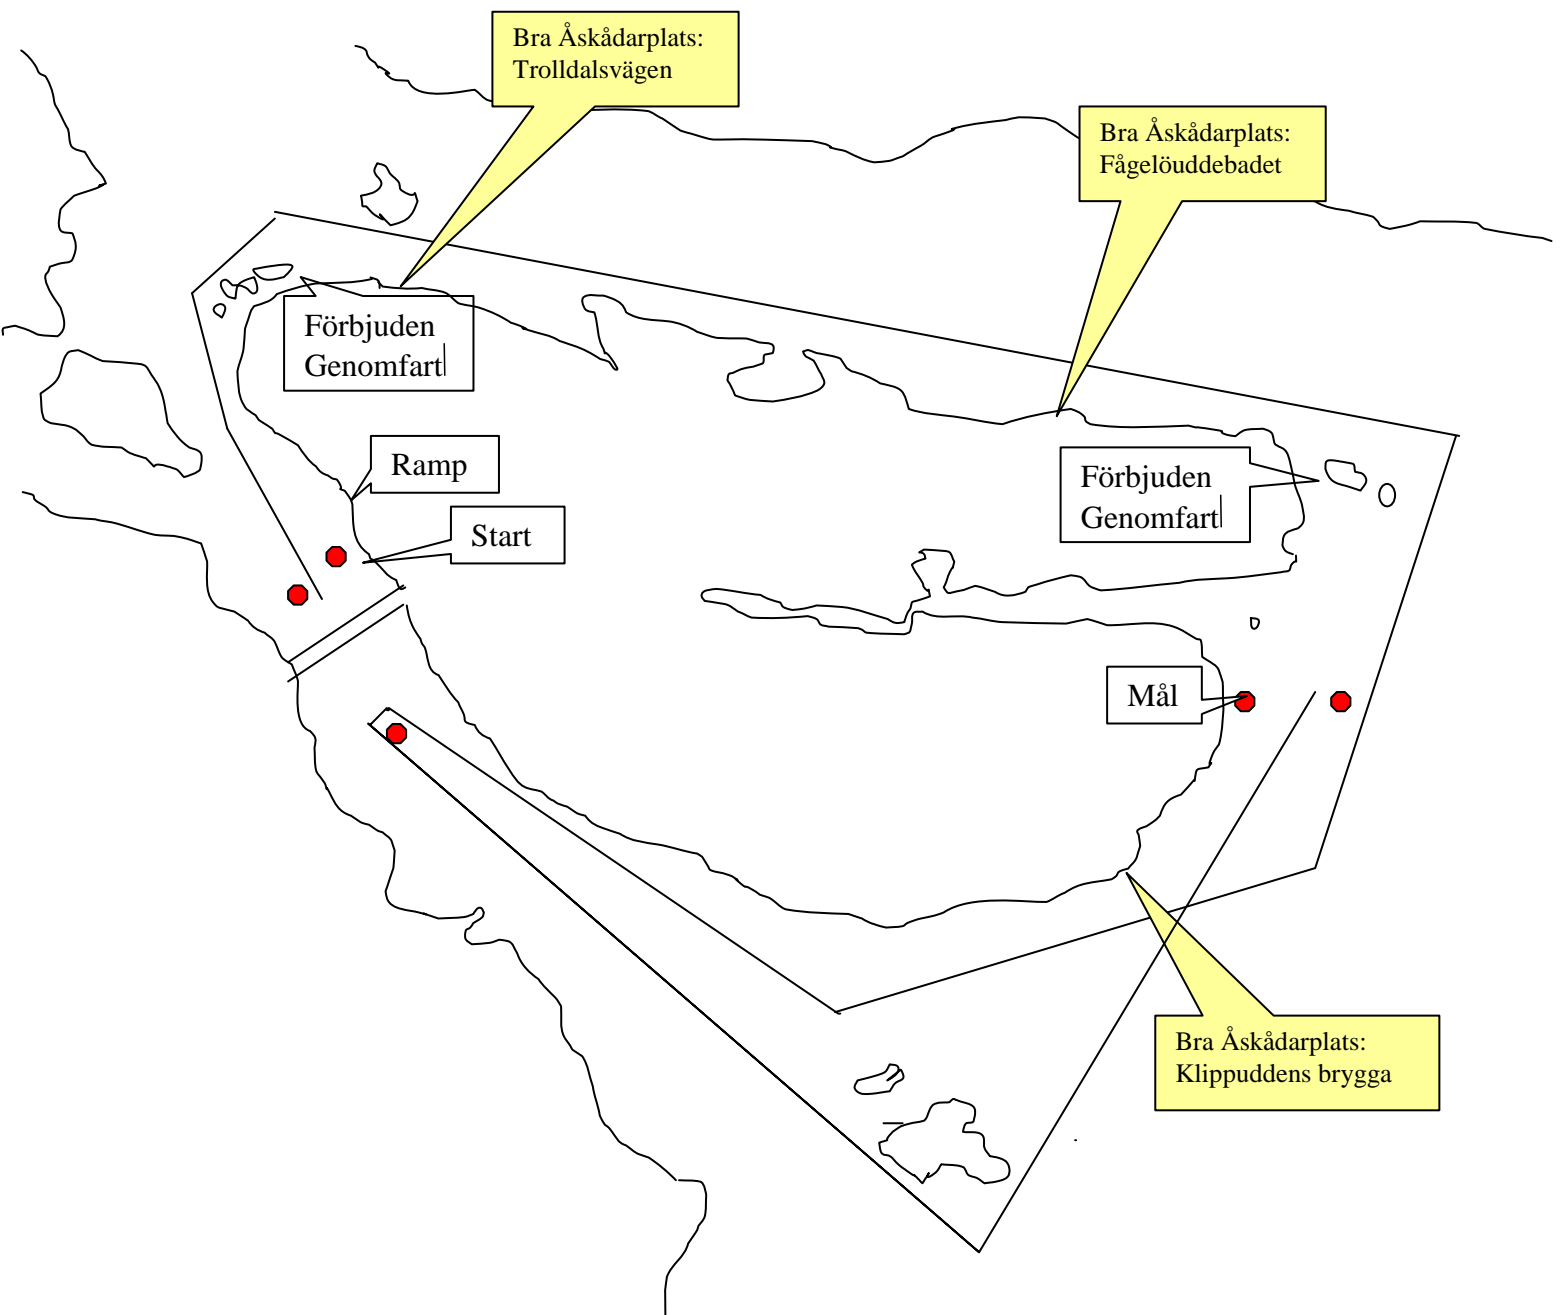 Bra Åskådarplats:
Trolldalsvägen
Bra Åskådarplats:
Fågelöuddebadet
Förbjuden
Genomfart
Ramp
Förbjuden
Genomfart
Start
Mål
Bra Åskådarplats:
Klippuddens brygga